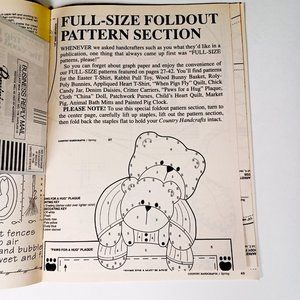 FULL-SIZE FOLDOUT
PATTERN SECTION
WHENEVER we asked handcrafters such as you what they'd like in a
publication, one thing that always came up First was "FULL-SIZE
patterns, please!"
So you can forget about graph paper and enjoy the convenience of
our FULL-SIZE patterns featured on pages 27-42. You'll find patterns
for the Easter T-Shirt, Rabbit Pull Toy, Wood Bunny Basket, Roly-
Poly Bunnies, Appliqued Heart T-Shirt, "When Pigs Fly" Quilt, Chick
Candy Jar, Denim Daisies, Critter Carriers, "Paws for a Hug" Plaque,
Cloth "China" Doll, Patchwork Purses, Child's Heart Quilt, Market
Pig, Animal Bath Mitts and Painted Pig Clock.
PLEASE NOTE: To use this special foldout pattern section, turn to
the center page, carefully lift up staples, lift out the pattern section,
then fold back the staples flat to hold your Country Handcrafts intact.
BUSINESS REPLY MAIL
"PAWS FOR A HUG" PLAQUE
t fences
o air
and bubble
weet and f